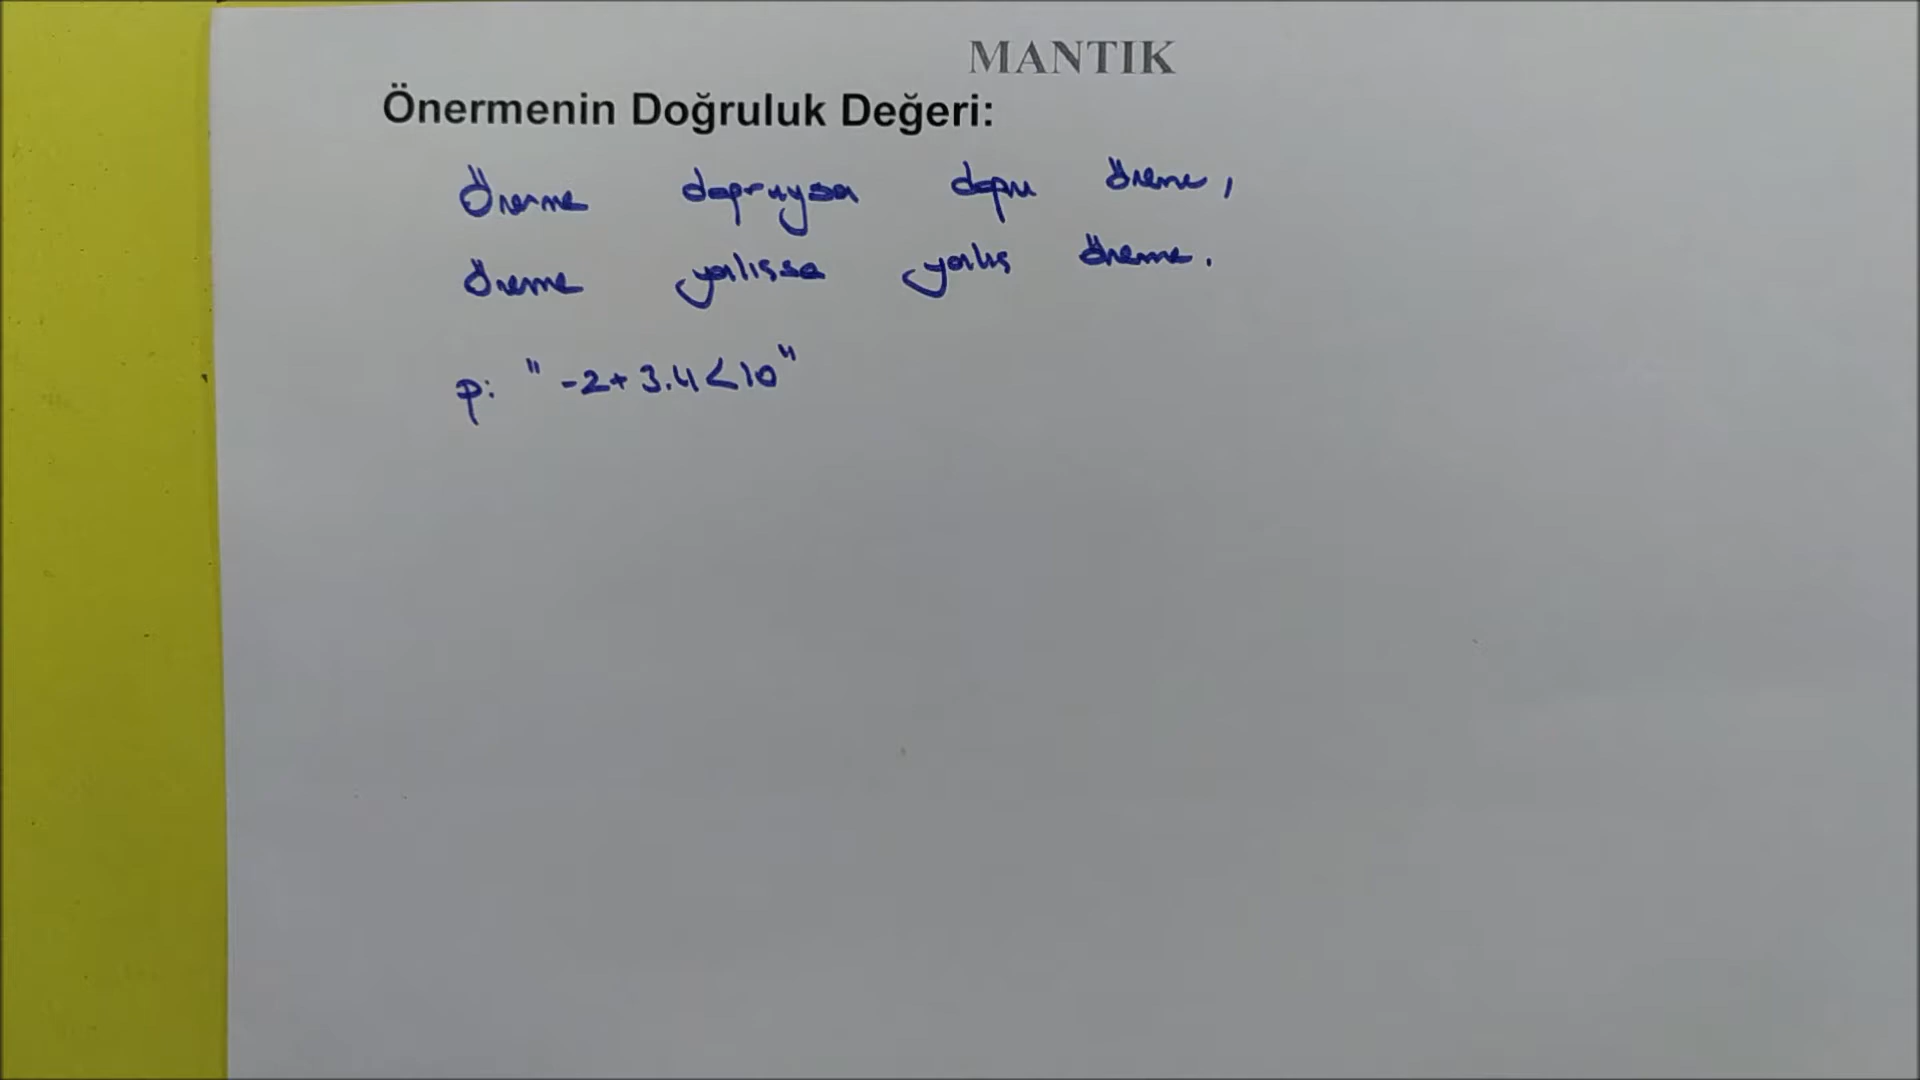 MANTIK
Önermenin Doğruluk Değeri:
Önerme doğruysa doğru önerme,
önerme yanlışsa yanlış önerme.
p: "-2+3.4<10"